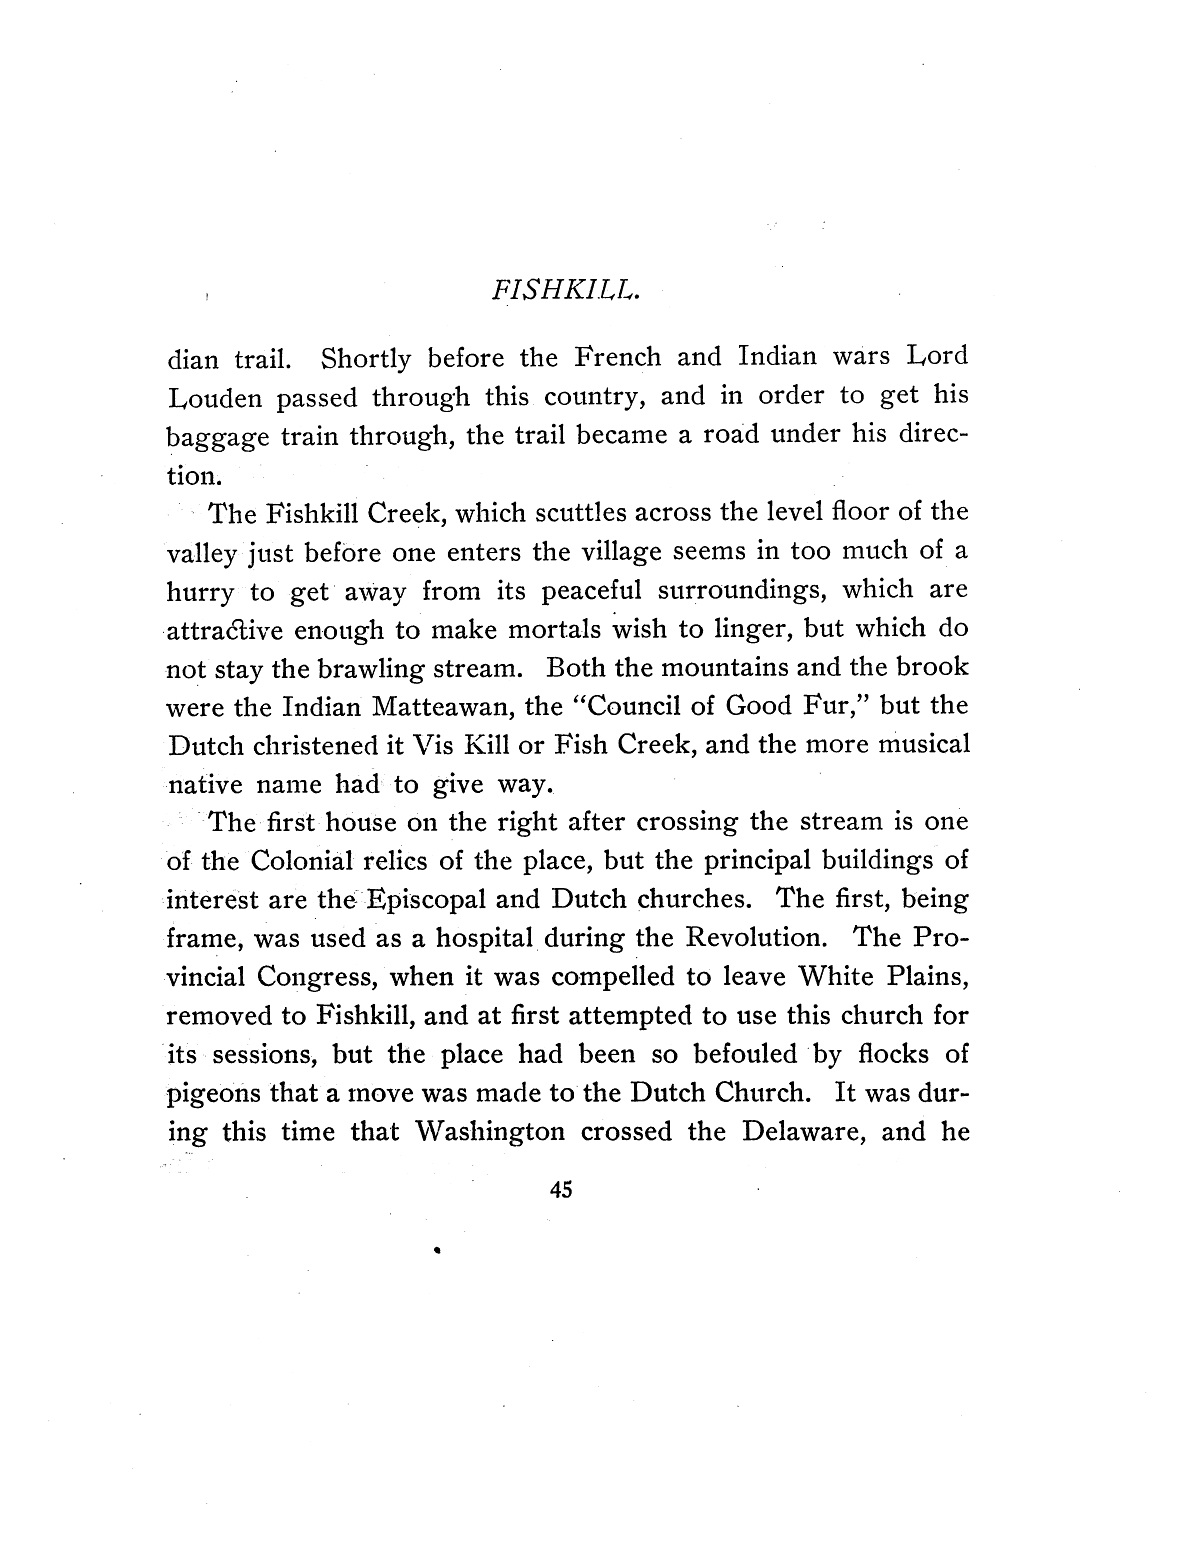 FISHKILL.
dian trail. Shortly before the French and Indian wars Lord
Louden passed through this country, and in order to get his
baggage train through, the trail became a road under his direc-
tion.
The Fishkill Creek, which scuttles across the level floor of the
valley just before one enters the village seems in too much of a
hurry to get away from its peaceful surroundings, which are
attractive enough to make mortals wish to linger, but which do
not stay the brawling stream. Both the mountains and the brook
were the Indian Matteawan, the “Council of Good Fur,” but the
Dutch christened it Vis Kill or Fish Creek, and the more musical
native name had to give way.
The first house on the right after crossing the stream is one
of the Colonial relics of the place, but the principal buildings of
interest are the Episcopal and Dutch churches. The first, being
frame, was used as a hospital during the Revolution. The Pro-
vincial Congress, when it was compelled to leave White Plains,
removed to Fishkill, and at first attempted to use this church for
its sessions, but the place had been so befouled by flocks of
pigeons that a move was made to the Dutch Church. It was dur-
ing this time that Washington crossed the Delaware, and he
45